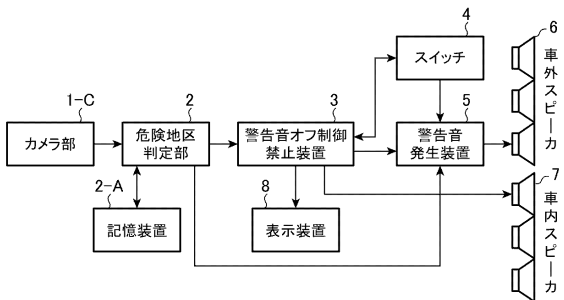 4
スイッチ
6
車外スピーカ
1-C
カメラ部
2
危険地区
判定部
3
警告音オフ制御
禁止装置
5
警告音
発生装置
2-A
記憶装置
8
表示装置
7
車内スピーカ